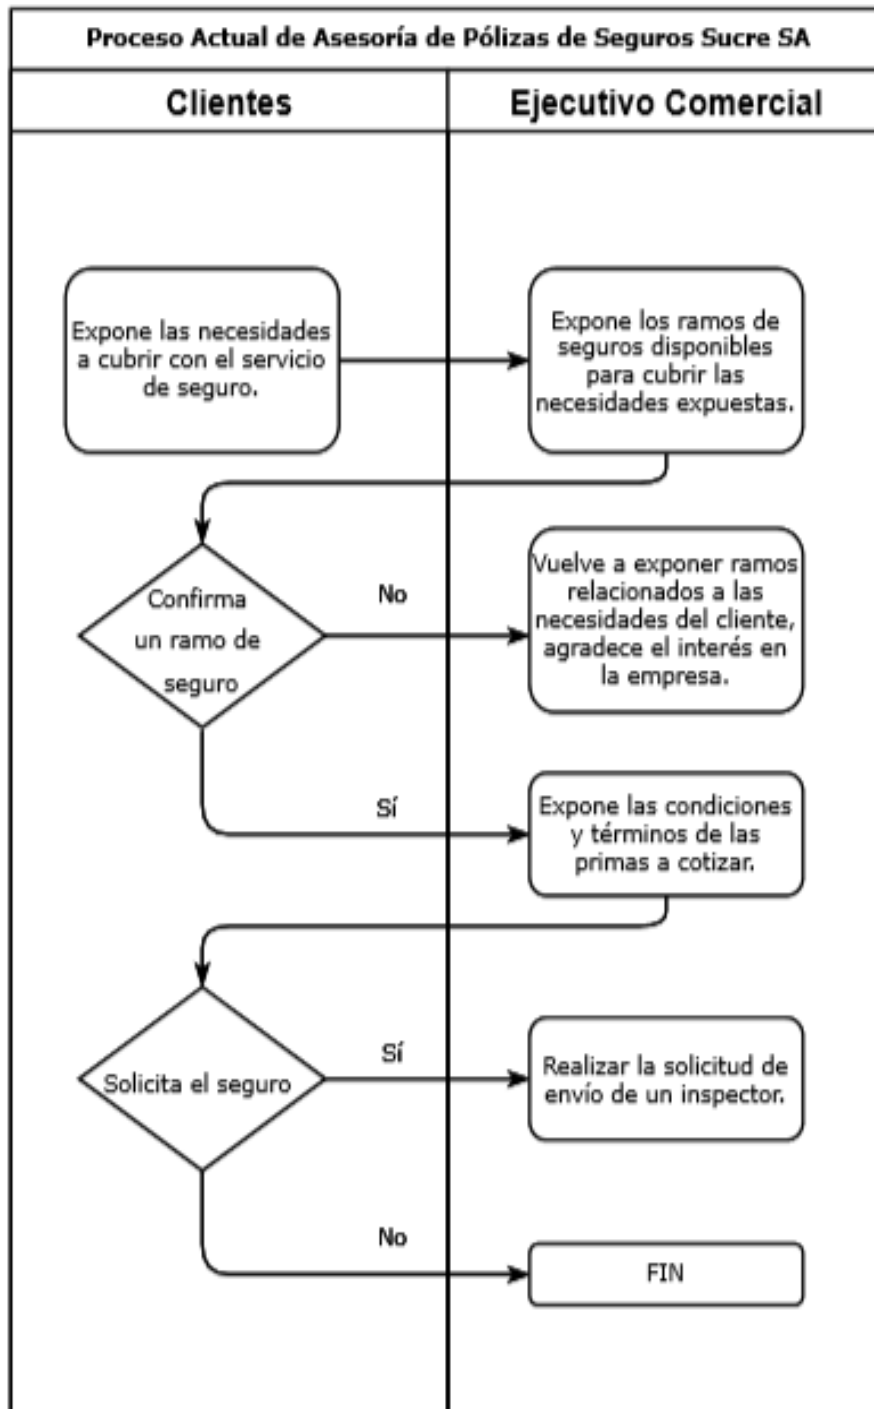 Proceso Actual de Asesoría de Pólizas de Seguros Sucre SA
Clientes
Ejecutivo Comercial
Expone las necesidades
a cubrir con el servicio
de seguro.
Expone los ramos de
seguros disponibles
para cubrir las
necesidades expuestas.
Confirma
un ramo de
seguro
No
Vuelve a exponer ramos
relacionados a las
necesidades del cliente,
agradece el interés en
la empresa.
Sí
Expone las condiciones
y términos de las
primas a cotizar.
Solicita el seguro
Sí
Realizar la solicitud de
envío de un inspector.
No
FIN